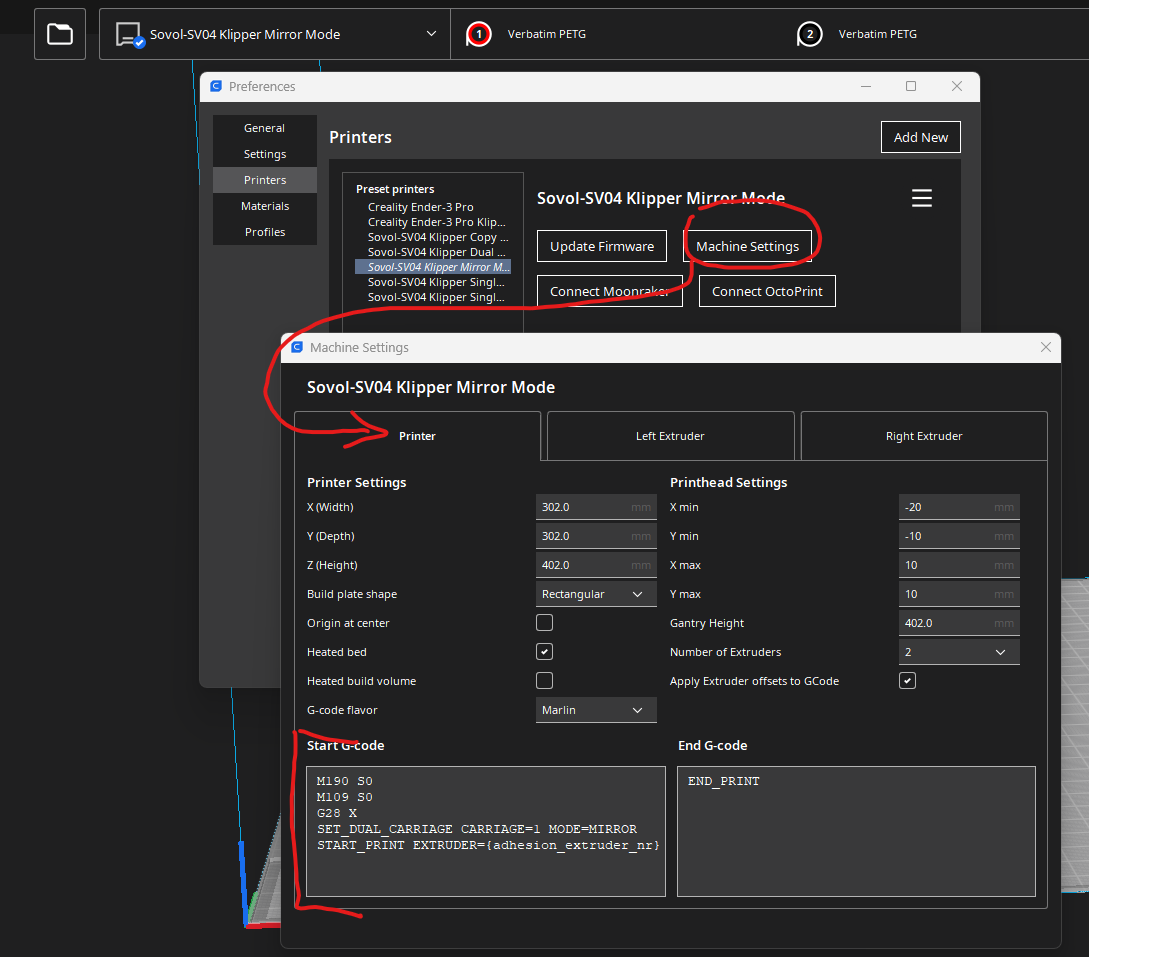 Sovol-SV04 Klipper Mirror Mode
1
Verbatim PETG
2
Verbatim PETG
Preferences
General
Settings
Printers
Materials
Profiles
Printers
Add New
Preset printers
Creality Ender-3 Pro
Creality Ender-3 Pro Klip...
Sovol-SV04 Klipper Copy ...
Sovol-SV04 Klipper Dual ...
Sovol-SV04 Klipper Mirror M...
Sovol-SV04 Klipper Singl...
Sovol-SV04 Klipper Singl...
Sovol-SV04 Klipper Mirror Mode
Update Firmware
Machine Settings
Connect Moonraker
Connect OctoPrint
Machine Settings
Sovol-SV04 Klipper Mirror Mode
Printer
Left Extruder
Right Extruder
Printer Settings
X (Width) 302.0 mm
Y (Depth) 302.0 mm
Z (Height) 402.0 mm
Build plate shape Rectangular
Origin at center
Heated bed
Heated build volume
G-code flavor Marlin
Printhead Settings
X min -20 mm
Y min -10 mm
X max 10 mm
Y max 10 mm
Gantry Height 402.0 mm
Number of Extruders 2
Apply Extruder offsets to GCode
Start G-code
M190 S0
M109 S0
G28 X
SET_DUAL_CARRIAGE CARRIAGE=1 MODE=MIRROR
START_PRINT EXTRUDER={adhesion_extruder_nr}
End G-code
END_PRINT